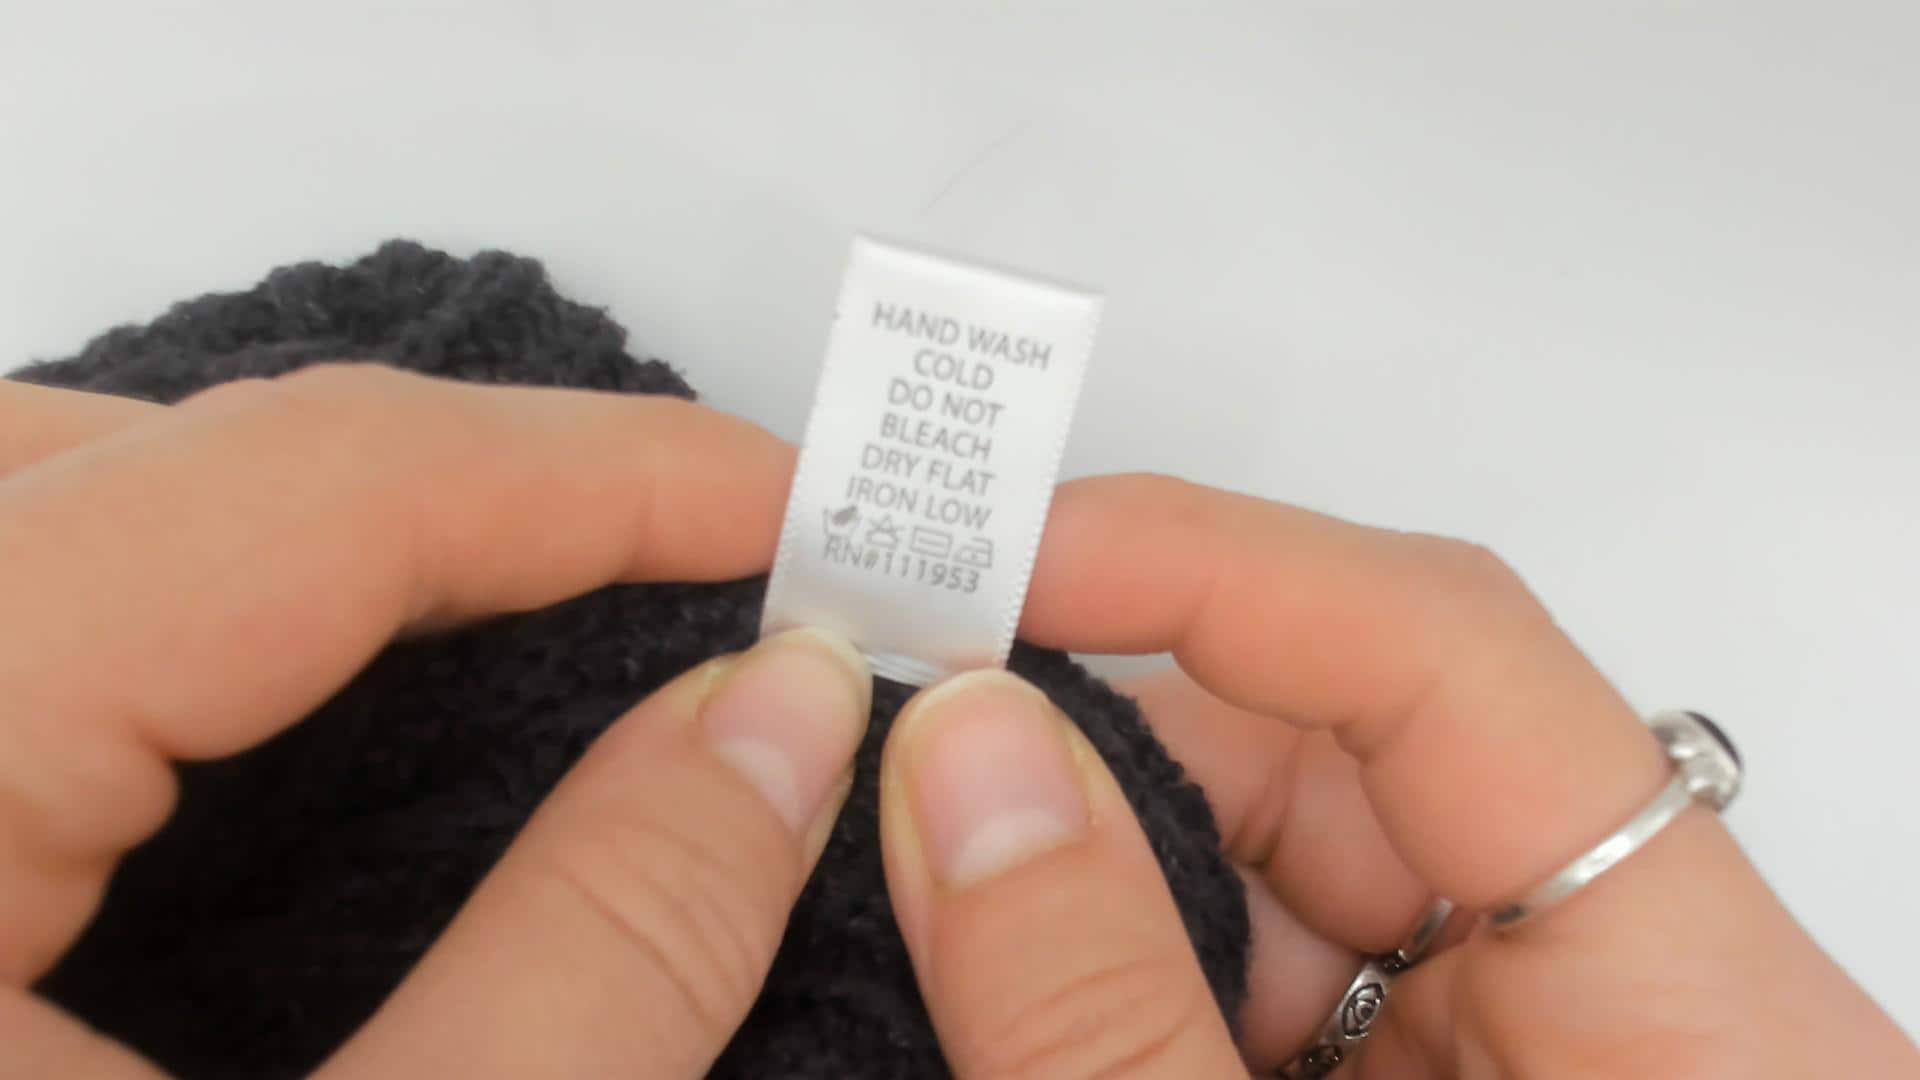 HAND WASH
COLD
DO NOT
BLEACH
DRY FLAT
IRON LOW
RN#111953